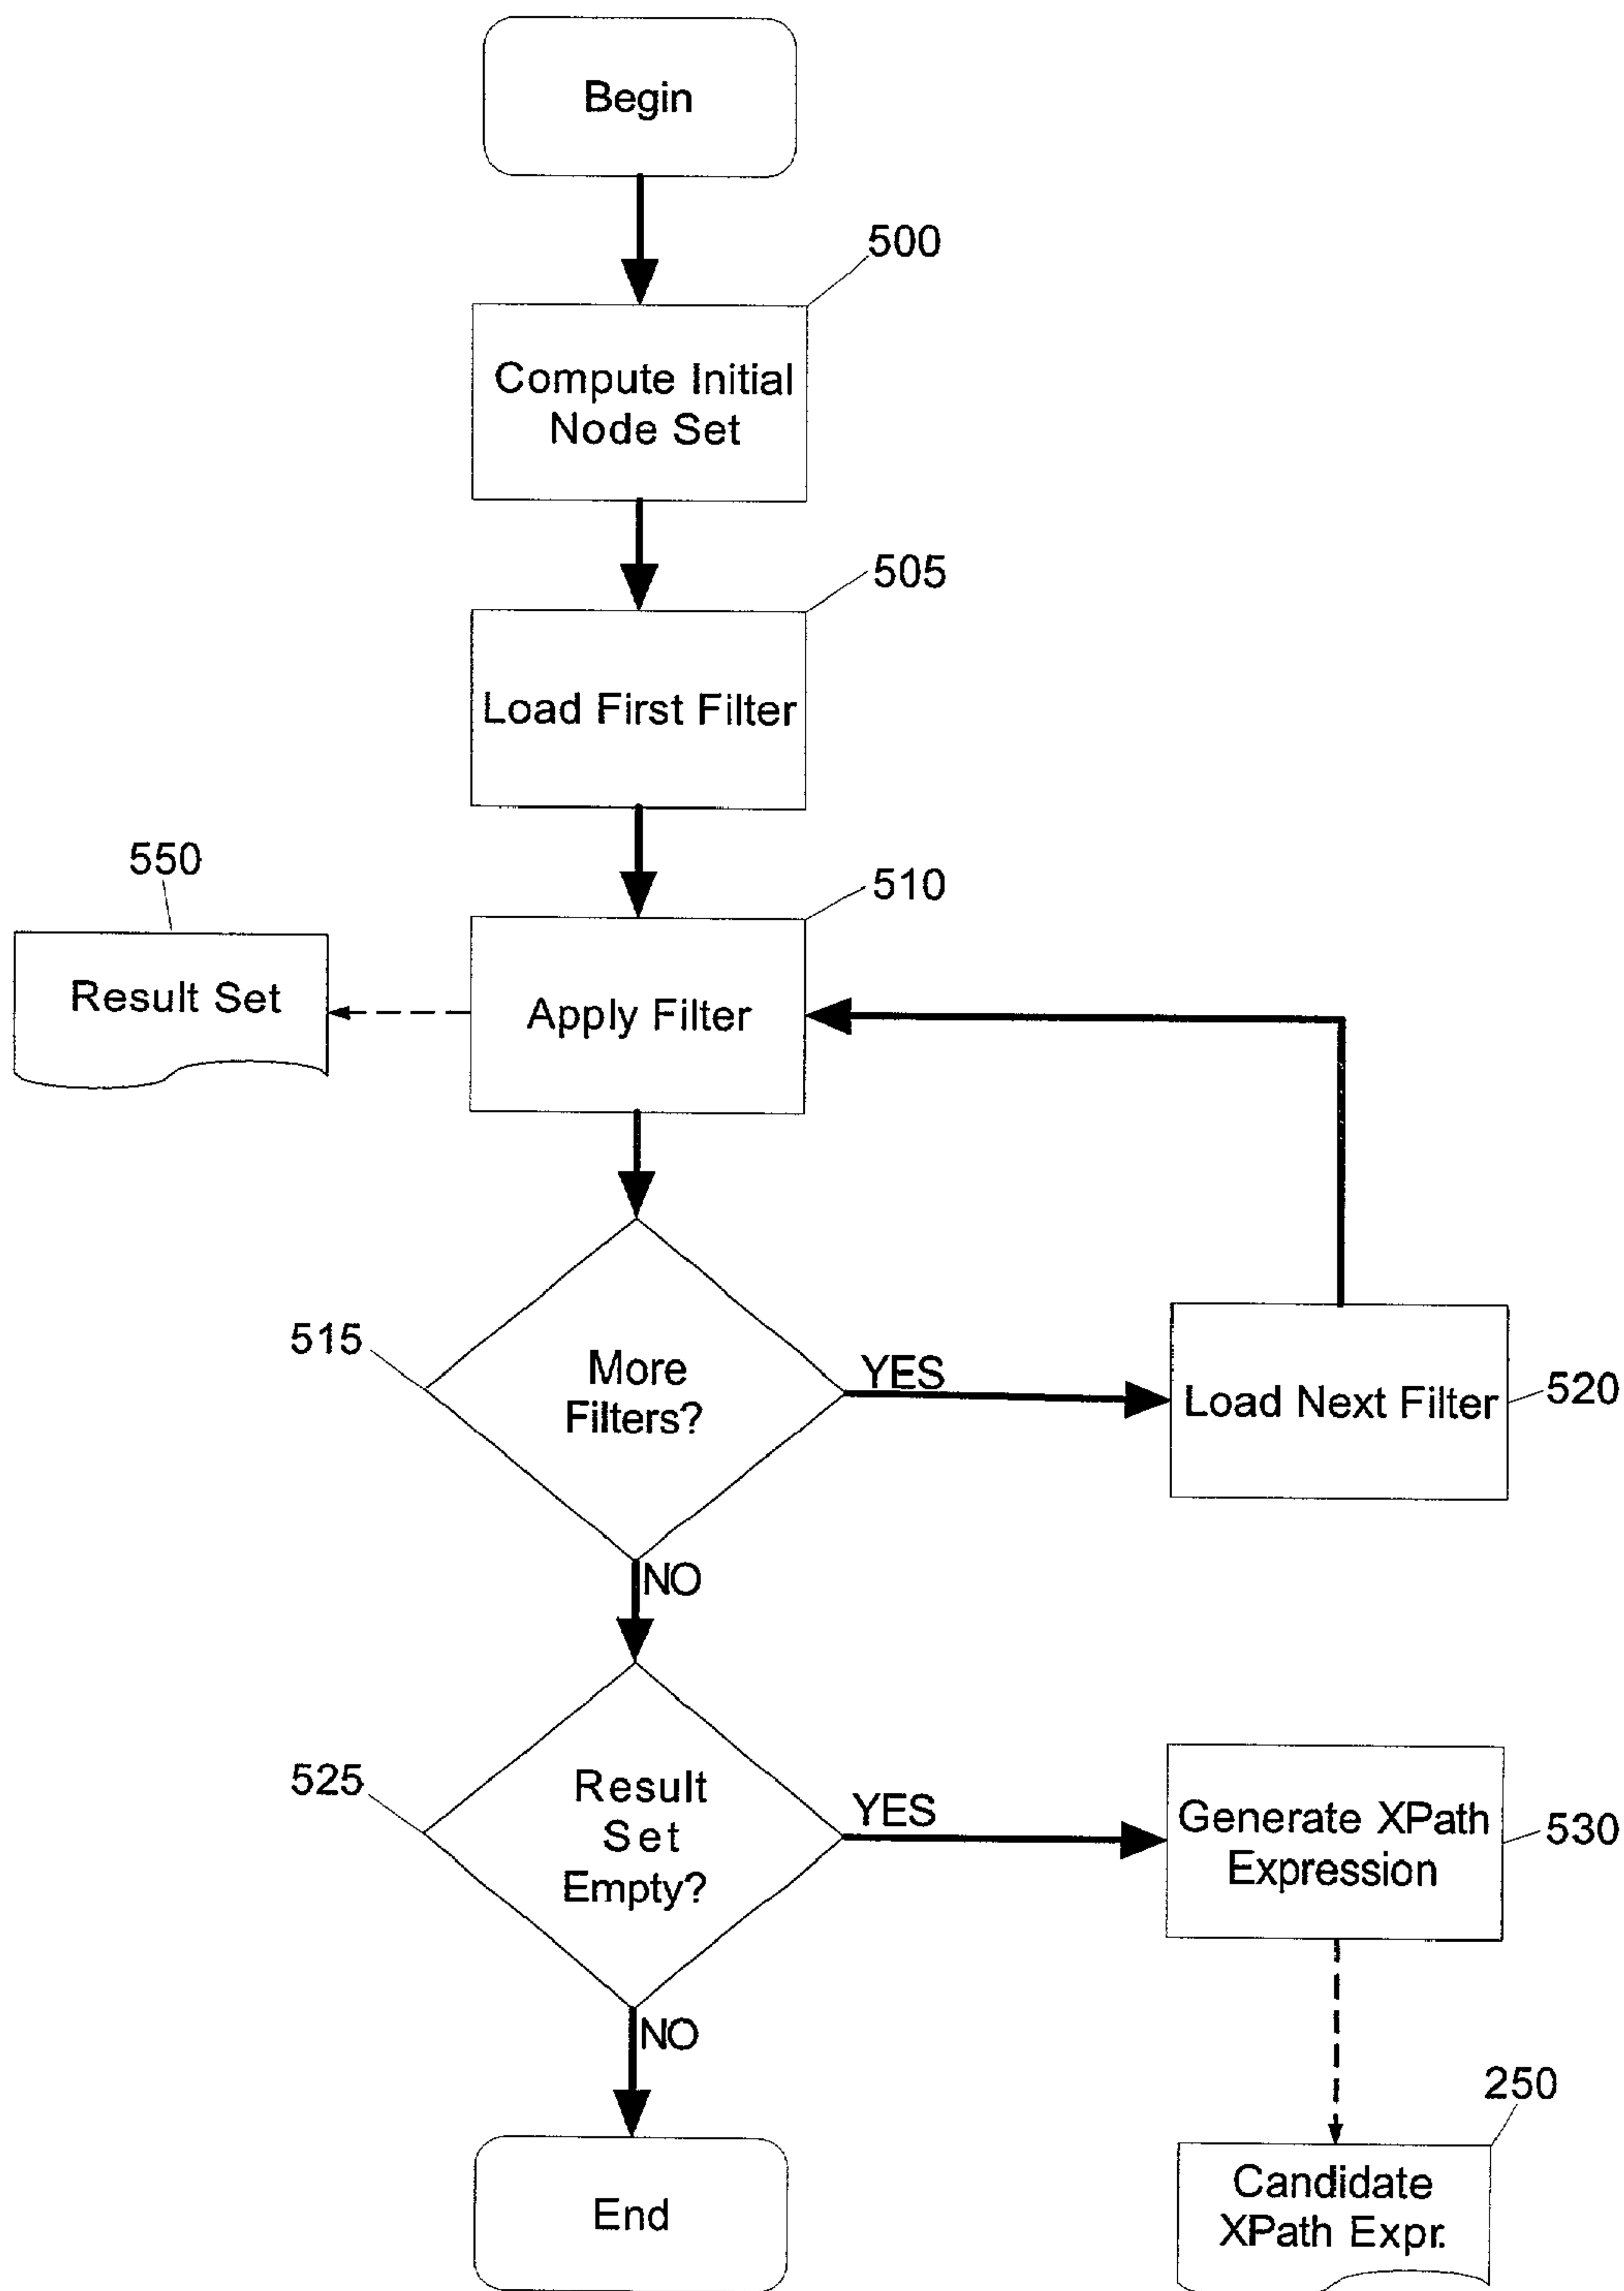 Begin
500
Compute Initial
Node Set
505
Load First Filter
550
510
Result Set
Apply Filter
515
More
Filters?
YES
Load Next Filter
520
NO
525
Result
Set
Empty?
YES
Generate XPath
Expression
530
NO
250
End
Candidate
XPath Expr.